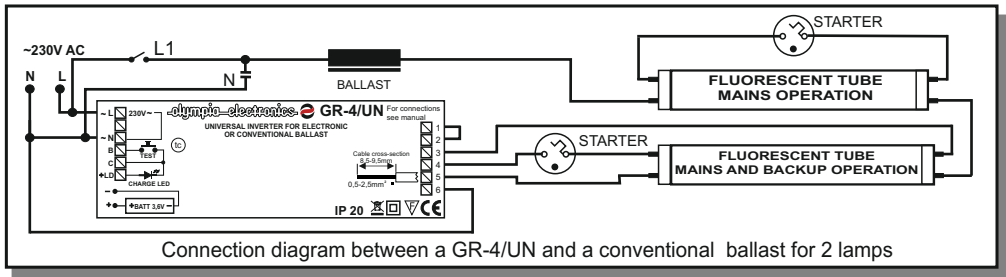 STARTER
~230V AC
L1
N L
N
BALLAST
FLUORESCENT TUBE
MAINS OPERATION
~ L
230V~
olympia electronics GR-4/UN
For connections
see manual
UNIVERSAL INVERTER FOR ELECTRONIC
OR CONVENTIONAL BALLAST
~ N
B
TEST
tc
C
+LD
CHARGE LED
- 
+
+BATT 3,6V -
Cable cross-section
8,5-9,5mm
0,5-2,5mm²
1
2
3
4
5
6
IP 20 F CE
STARTER
FLUORESCENT TUBE
MAINS AND BACKUP OPERATION
Connection diagram between a GR-4/UN and a conventional ballast for 2 lamps